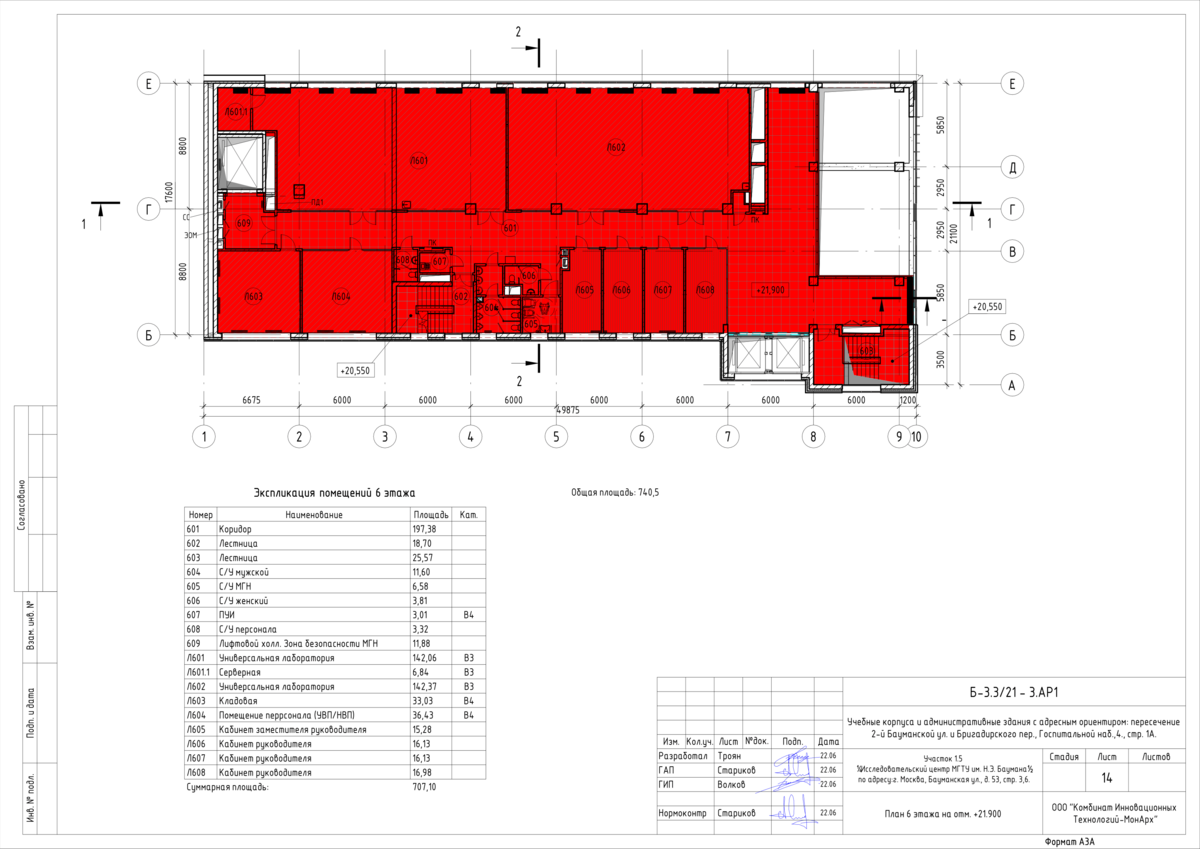 2
Е
Е
Л601.1
5850
8800
Л601
Л602
Д
17600
ПД1
2950
1
Г
СС
609
Г
1
ЭОМ
601
ПК
2950
21100
ПК
В
608
607
8800
606
Л603
Л604
602
604
605
Л605
Л606
Л607
Л608
+21,900
5850
+20,550
Б
Б
603
3500
+20,550
2
А
6675
6000
6000
6000
6000
6000
6000
6000
1200
49875
1
2
3
4
5
6
7
8
9
10
Экспликация помещений 6 этажа
Общая площадь: 740,5
Номер Наименование Площадь Кат.
601 Коридор 197,38
602 Лестница 18,70
603 Лестница 25,57
604 С/У мужской 11,60
605 С/У МГН 6,58
606 С/У женский 3,81
607 ПУИ 3,01 В4
608 С/У персонала 3,32
609 Лифтовой холл. Зона безопасности МГН 11,88
Л601 Универсальная лаборатория 142,06 В3
Л601.1 Серверная 6,84 В3
Л602 Универсальная лаборатория 142,37 В3
Л603 Кладовая 33,03 В4
Л604 Помещение перрсонала (УВП/НВП) 36,43 В4
Л605 Кабинет заместителя руководителя 15,28
Л606 Кабинет руководителя 16,13
Л607 Кабинет руководителя 16,13
Л608 Кабинет руководителя 16,98
Суммарная площадь: 707,10
Согласовано
Взам. инв. №
Подп. и дата
Инв. № подл.
Б-3.3/21 - 3.АР1
Учебные корпуса и административные здания с адресным ориентиром: пересечение
2-й Бауманской ул. и Бригадирского пер., Госпитальной наб.,4., стр. 1А.
Изм. Кол.уч. Лист №док. Подп. Дата
Разработал Троян 22.06
ГАП Стариков 22.06
ГИП Волков 22.06
Нормоконтр Стариков 22.06
Участок 1.5
½Исследовательский центр МГТУ им. Н.Э. Баумана½
по адресу:г. Москва, Бауманская ул., д. 53, стр. 3,6.
Стадия Лист Листов
14
План 6 этажа на отм. +21.900
ООО "Комбинат Инновационных
Технологий-МонАрх"
Формат А3А